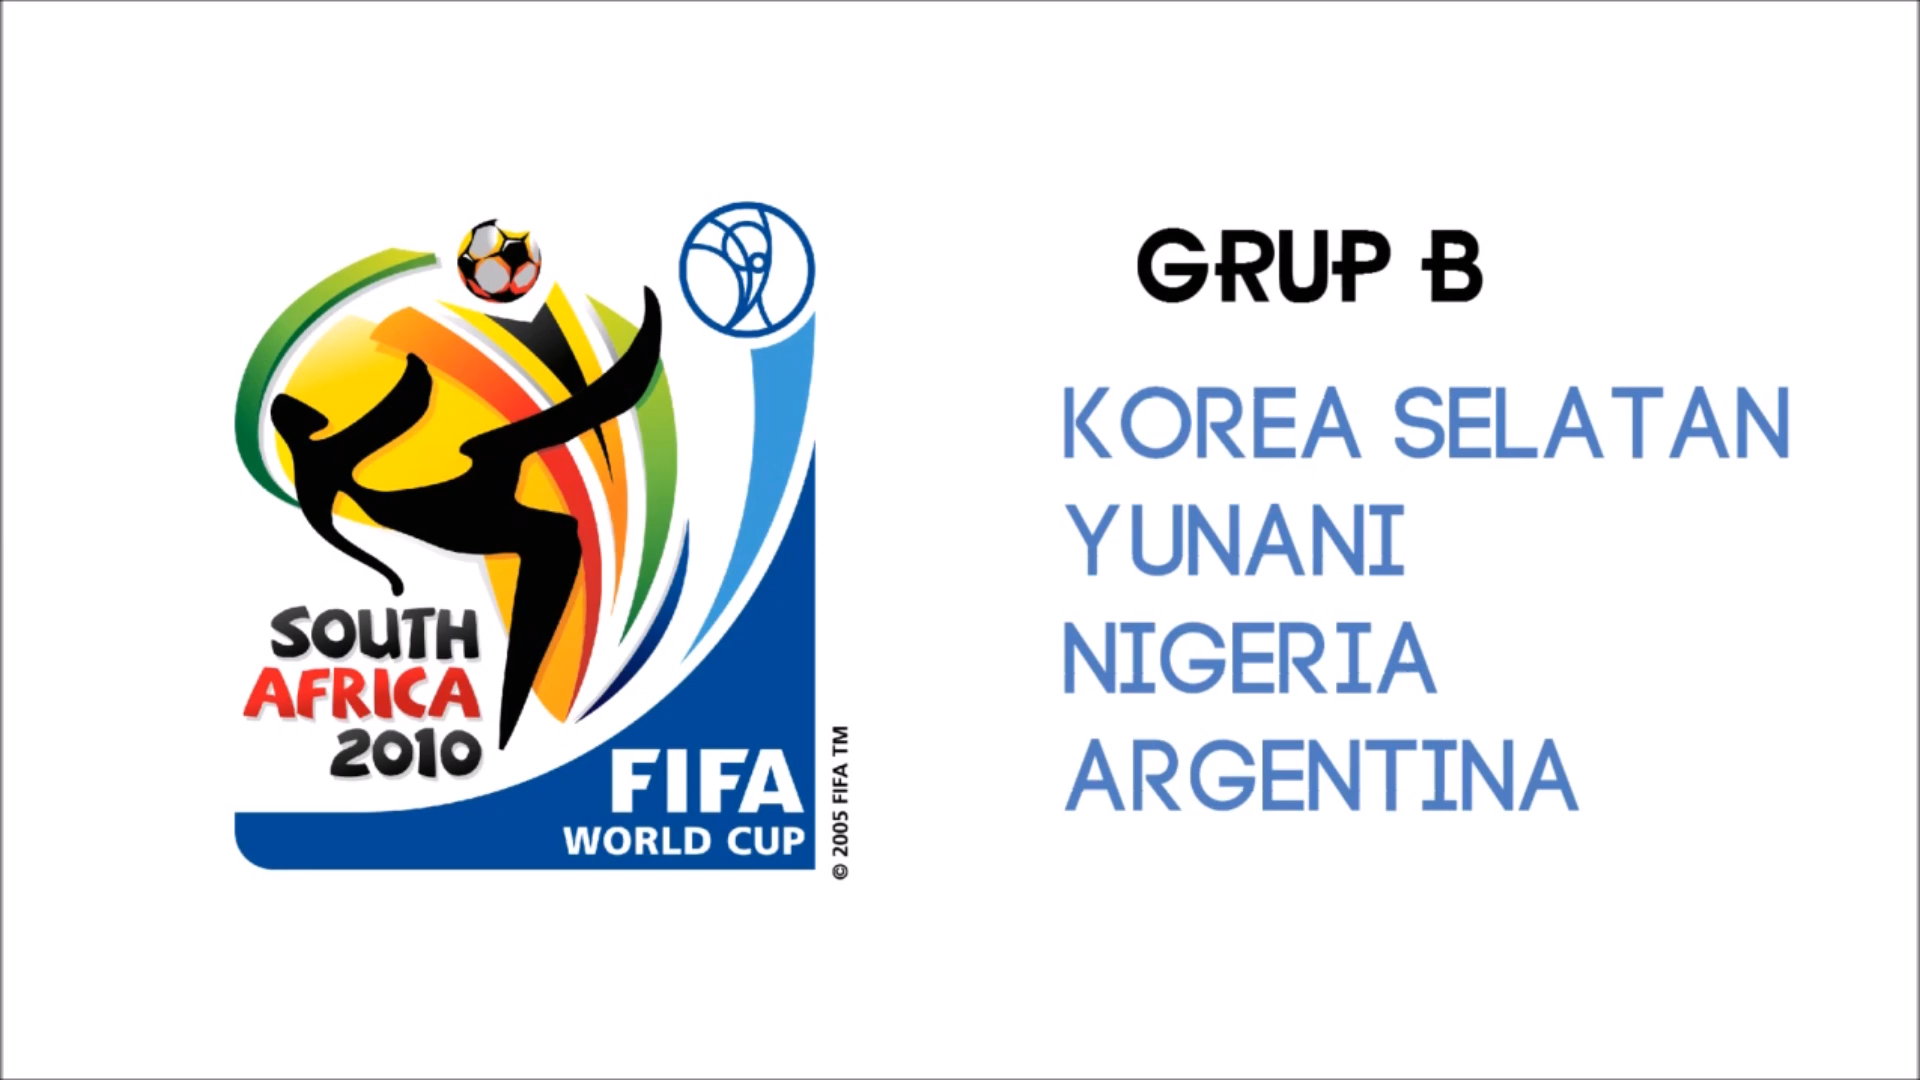 SOUTH
AFRICA
2010
FIFA
WORLD CUP
© 2005 FIFA TM
GRUP B
KOREA SELATAN
YUNANI
NIGERIA
ARGENTINA